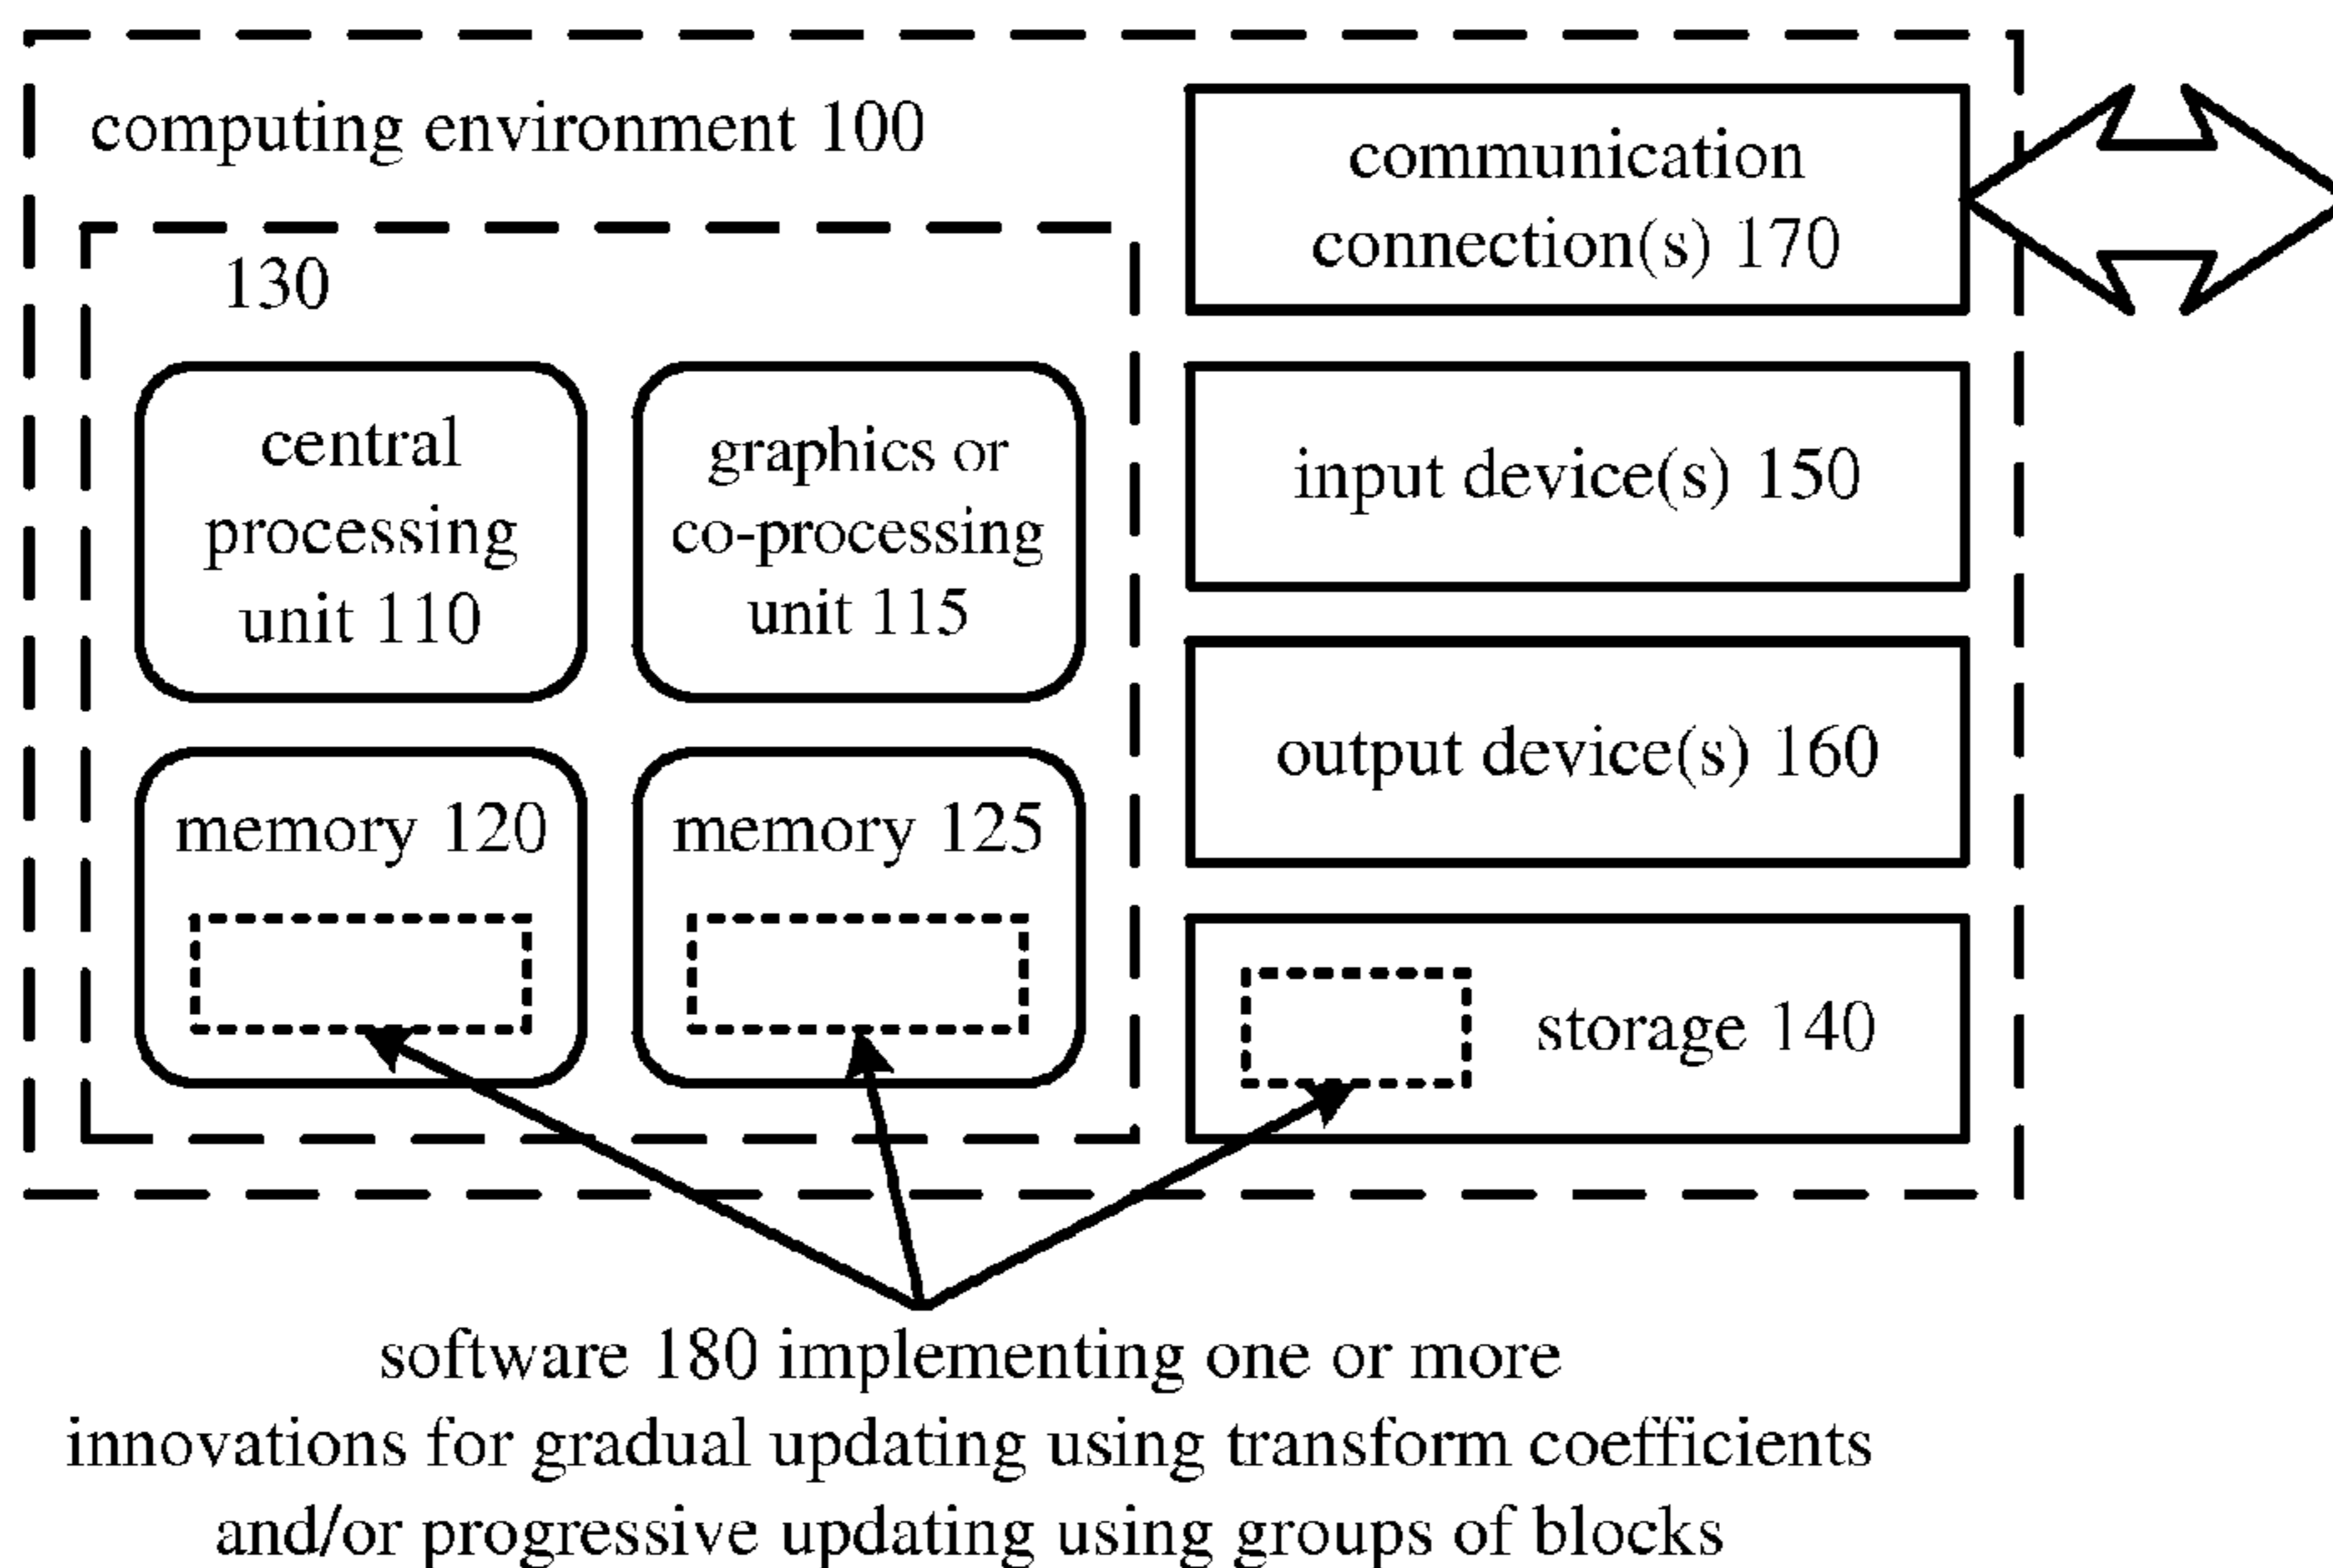 computing environment 100
130
central
processing
unit 110
graphics or
co-processing
unit 115
memory 120
memory 125
communication
connection(s) 170
input device(s) 150
output device(s) 160
storage 140
software 180 implementing one or more
innovations for gradual updating using transform coefficients
and/or progressive updating using groups of blocks